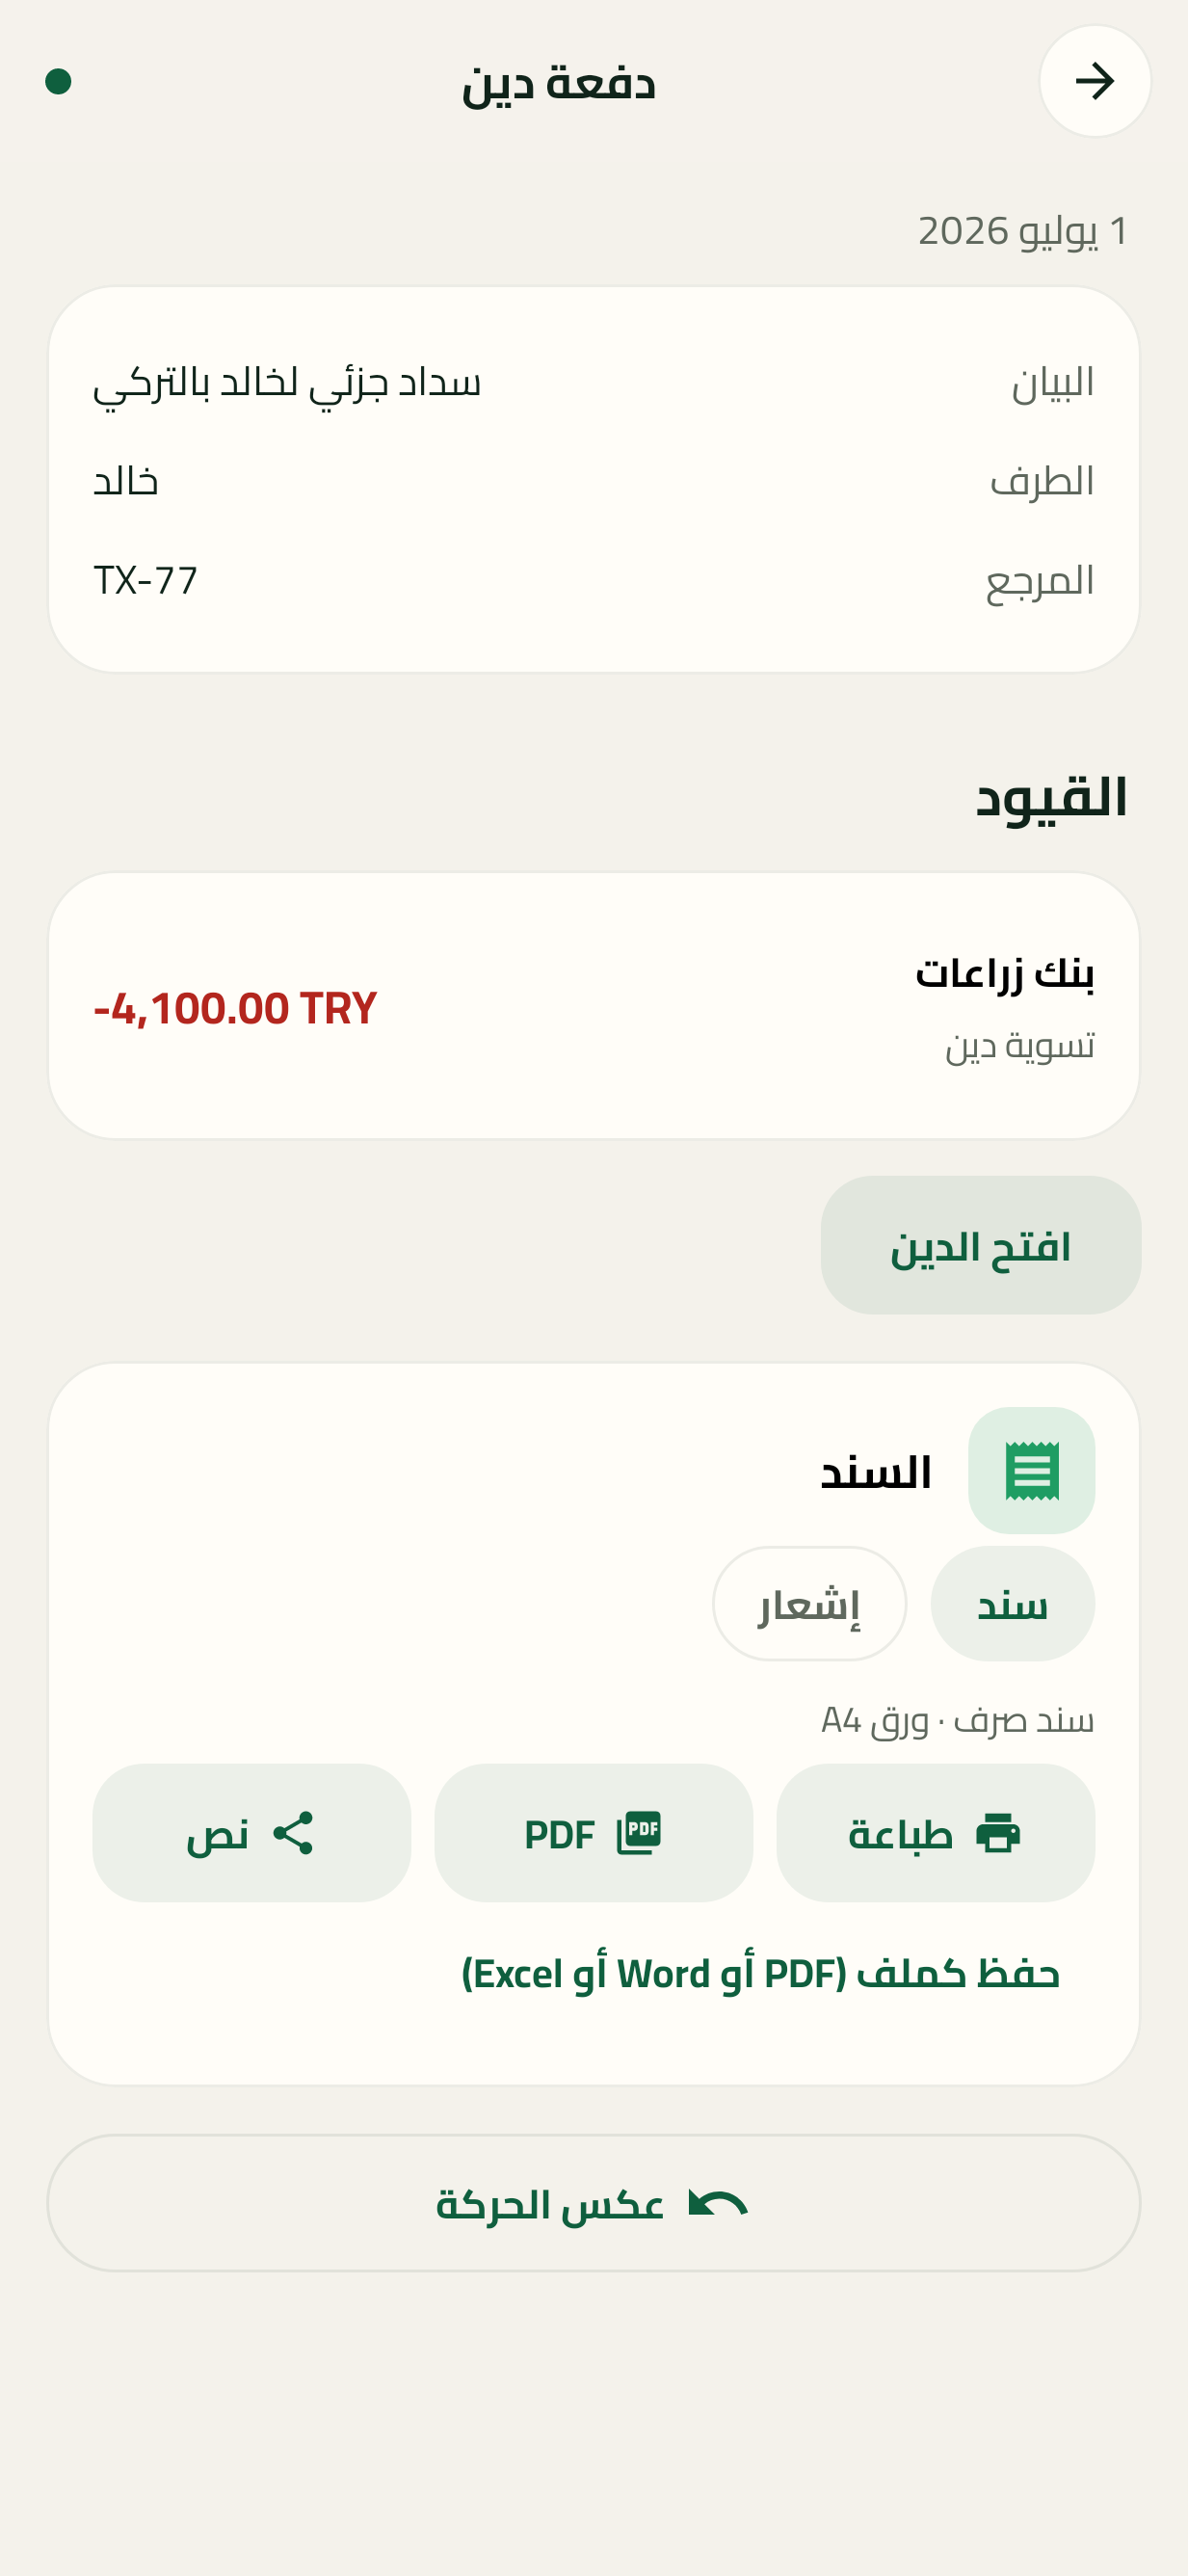 دفعة دين
1 يوليو 2026
البيان سداد جزئي لخالد بالتركي
الطرف خالد
المرجع TX-77
القيود
بنك زراعات
-4,100.00 TRY
تسوية دين
افتح الدين
السند
سند إشعار
سند صرف · ورق A4
طباعة PDF PDF نص
حفظ كملف (PDF أو Word أو Excel)
عكس الحركة